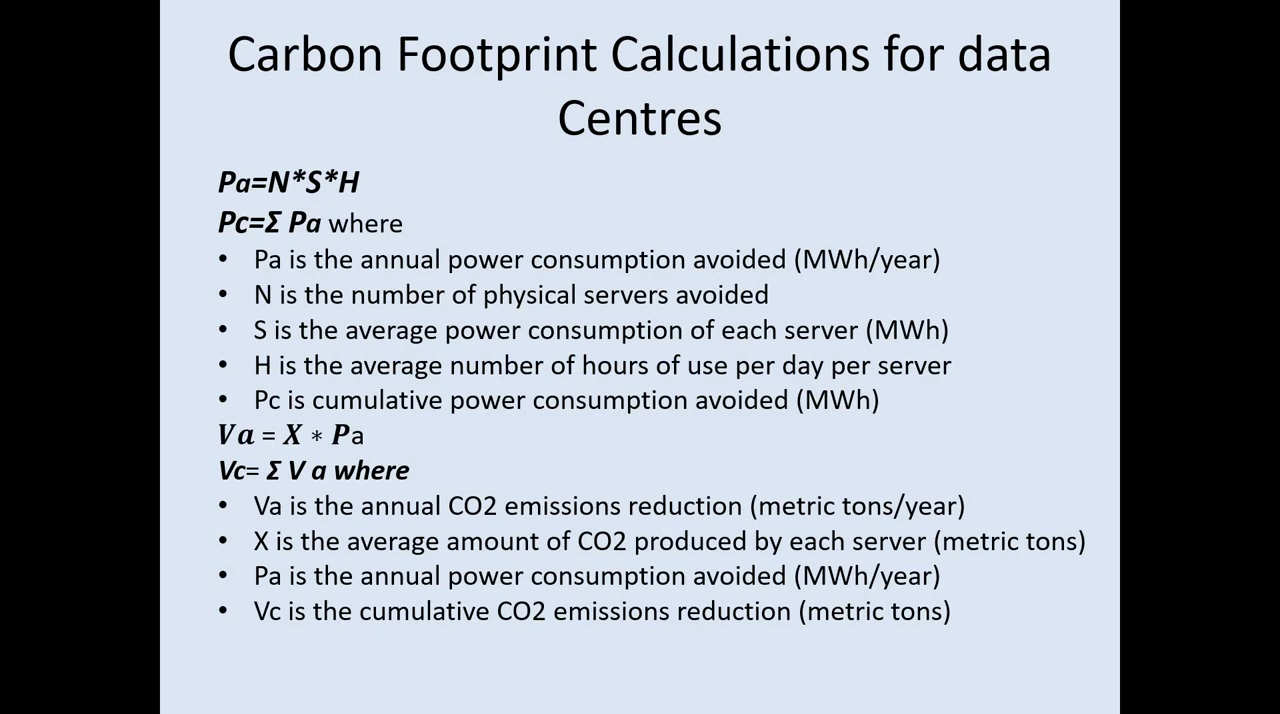 Carbon Footprint Calculations for data
Centres
Pa=N*S*H
Pc=Σ Pa where
• Pa is the annual power consumption avoided (MWh/year)
• N is the number of physical servers avoided
• S is the average power consumption of each server (MWh)
• H is the average number of hours of use per day per server
• Pc is cumulative power consumption avoided (MWh)
Va = X ∗ Pa
Vc= Σ V a where
• Va is the annual CO2 emissions reduction (metric tons/year)
• X is the average amount of CO2 produced by each server (metric tons)
• Pa is the annual power consumption avoided (MWh/year)
• Vc is the cumulative CO2 emissions reduction (metric tons)